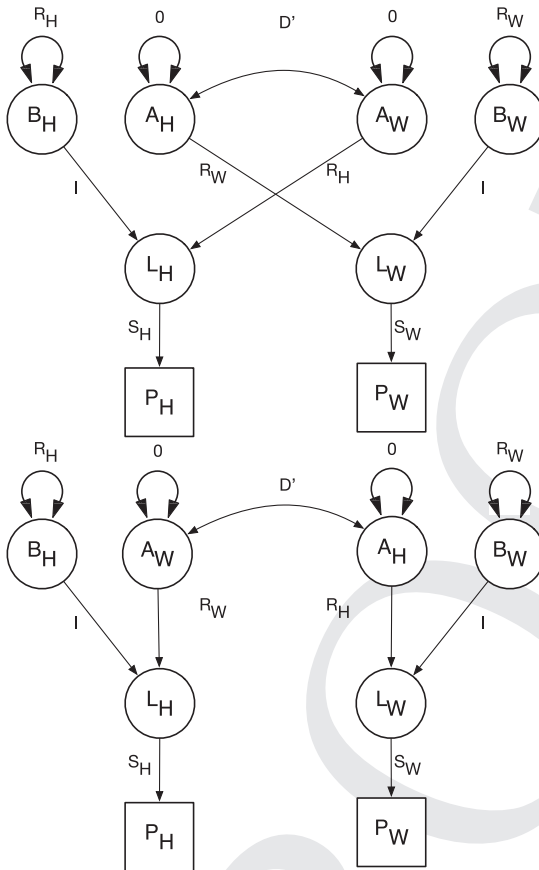 R_H 0 D' 0 R_W
B_H A_H A_W B_W
I R_W R_H I
L_H L_W
S_H S_W
P_H P_W
R_H 0 D' 0 R_W
B_H A_W A_H B_W
I R_W R_H I
L_H L_W
S_H S_W
P_H P_W